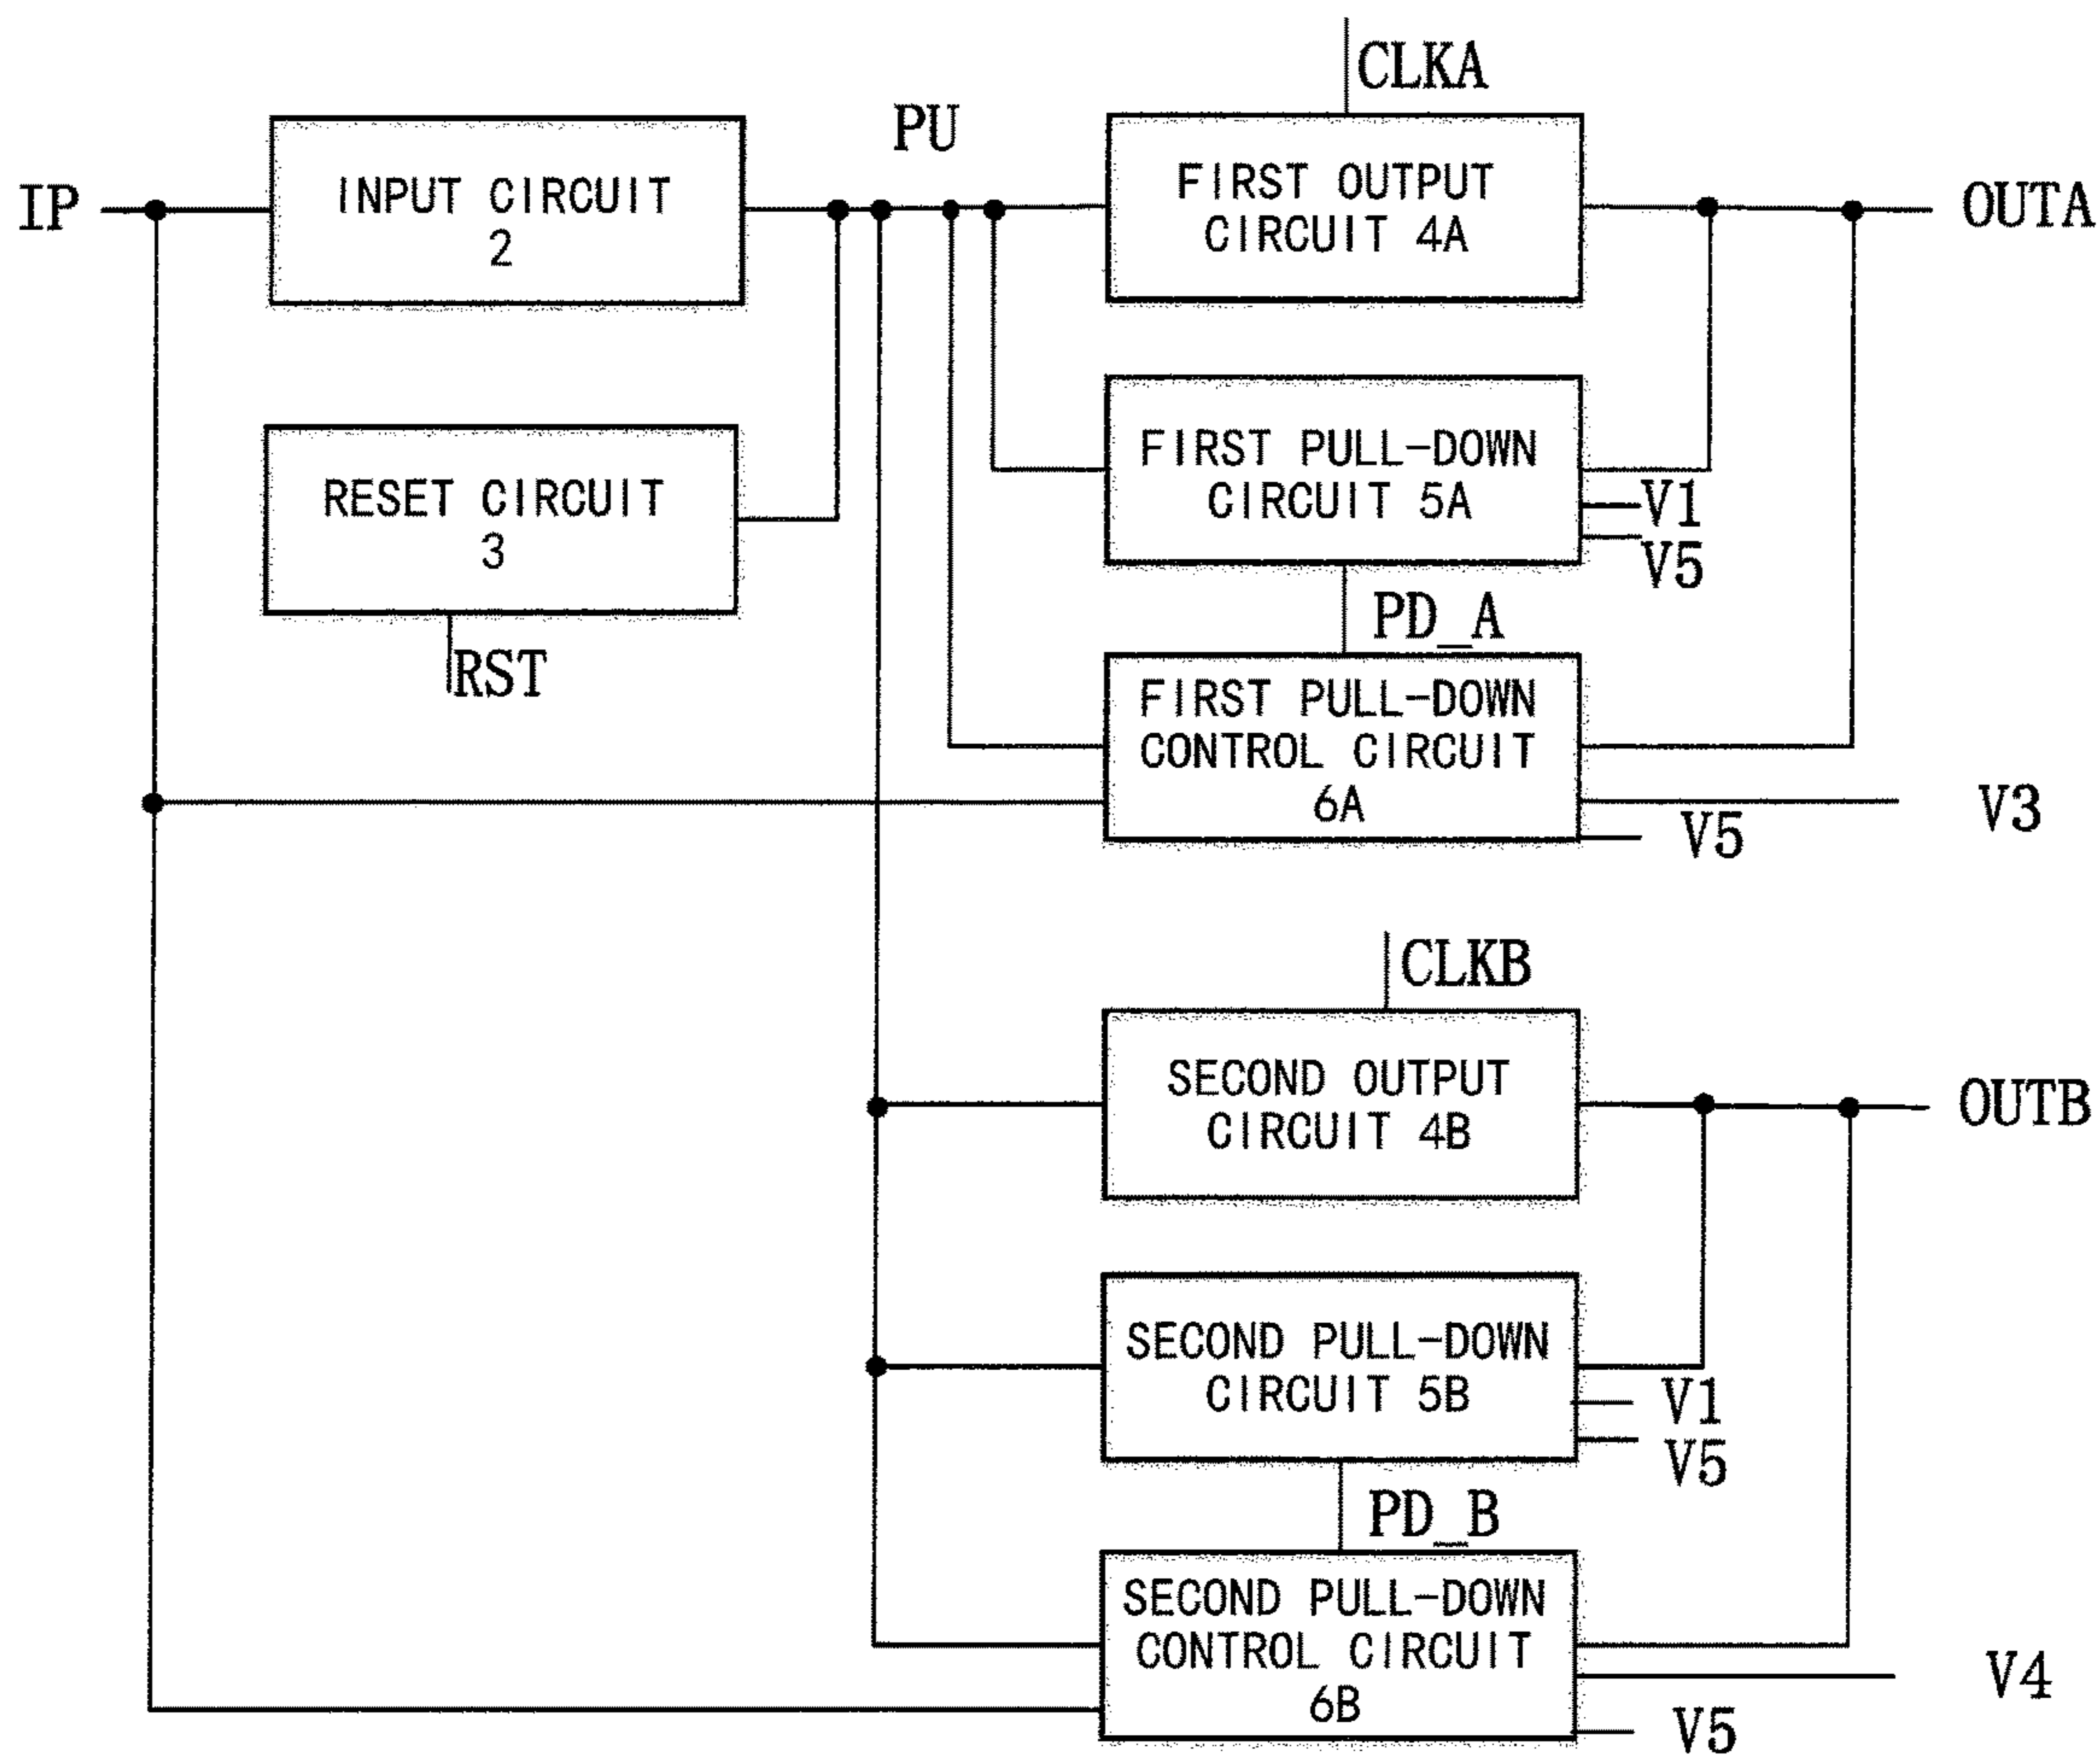 CLKA
PU
IP
INPUT CIRCUIT
2
FIRST OUTPUT
CIRCUIT 4A
OUTA
RESET CIRCUIT
3
RST
FIRST PULL-DOWN
CIRCUIT 5A
V1
V5
PD_A
FIRST PULL-DOWN
CONTROL CIRCUIT
6A
V3
V5
CLKB
SECOND OUTPUT
CIRCUIT 4B
OUTB
SECOND PULL-DOWN
CIRCUIT 5B
V1
V5
PD_B
SECOND PULL-DOWN
CONTROL CIRCUIT
6B
V4
V5